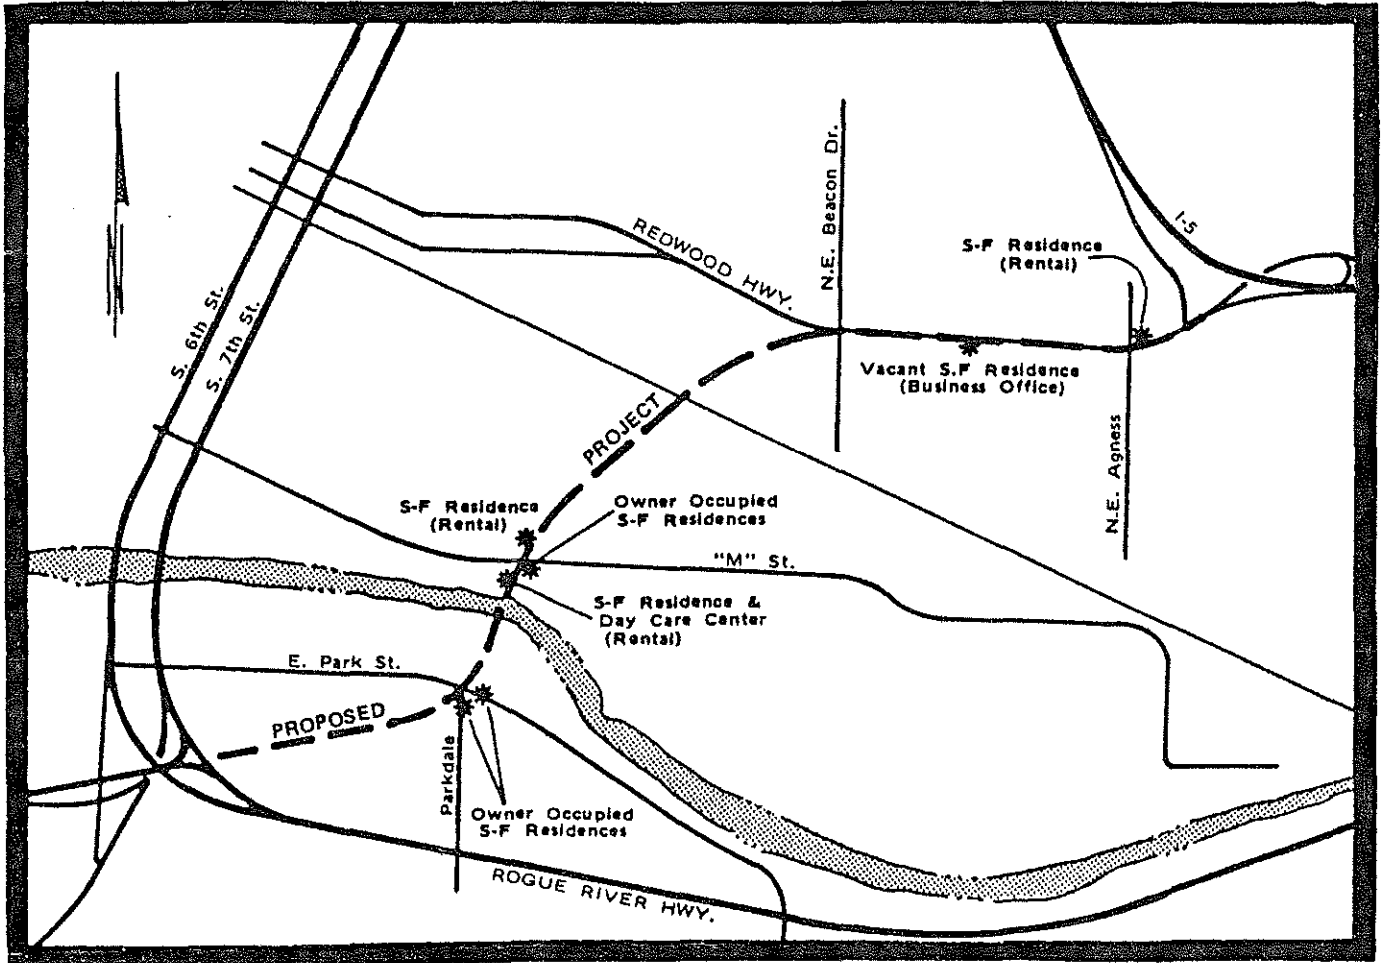 N.E. Beacon Dr.
REDWOOD HWY.
I-5
S-F Residence
(Rental)
S. 6th St.
S. 7th St.
Vacant S.F Residence
(Business Office)
PROJECT
N.E. Agness
S-F Residence
(Rental)
Owner Occupied
S-F Residences
"M" St.
S-F Residence &
Day Care Center
(Rental)
E. Park St.
PROPOSED
Parkdale
Owner Occupied
S-F Residences
ROGUE RIVER HWY.